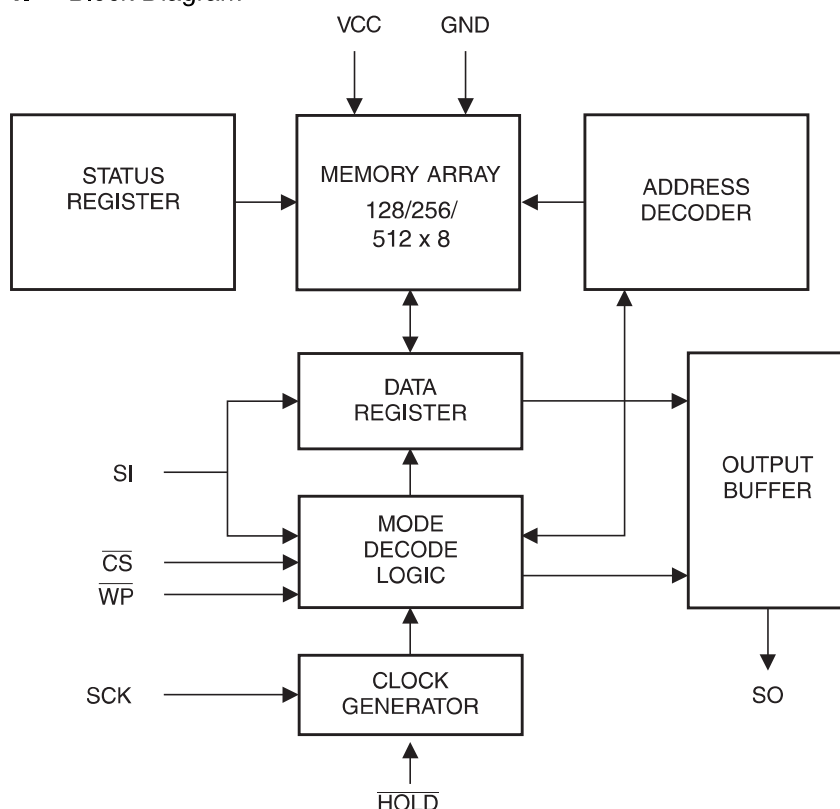 Block Diagram
VCC GND
STATUS
REGISTER
MEMORY ARRAY
128/256/
512 x 8
ADDRESS
DECODER
DATA
REGISTER
OUTPUT
BUFFER
SI
MODE
DECODE
LOGIC
CS
WP
SCK
CLOCK
GENERATOR
SO
HOLD